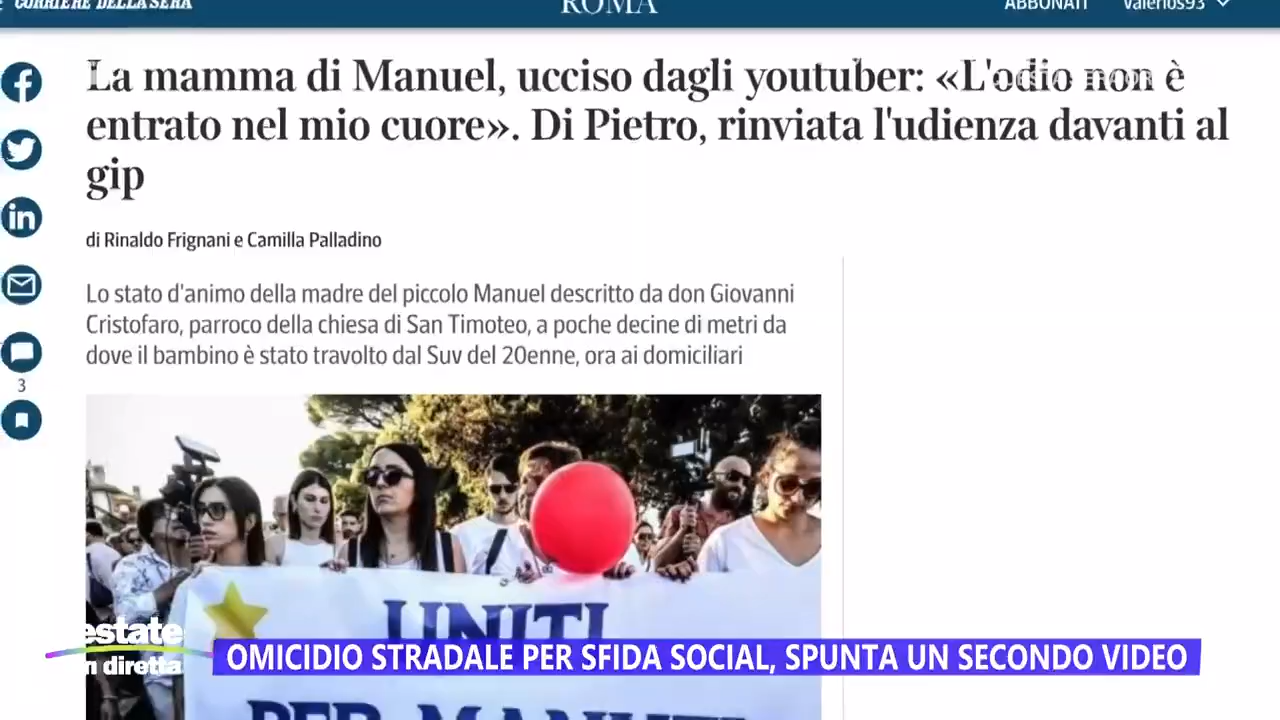 CORRIERE DELLA SERA
ROMA
ABBONATI
valerios93
La mamma di Manuel, ucciso dagli youtuber: «L'odio non è
entrato nel mio cuore». Di Pietro, rinviata l'udienza davanti al
gip
di Rinaldo Frignani e Camilla Palladino
Lo stato d'animo della madre del piccolo Manuel descritto da don Giovanni
Cristofaro, parroco della chiesa di San Timoteo, a poche decine di metri da
dove il bambino è stato travolto dal Suv del 20enne, ora ai domiciliari
3
UNITI
PER MANUEL
estate
in diretta
OMICIDIO STRADALE PER SFIDA SOCIAL, SPUNTA UN SECONDO VIDEO